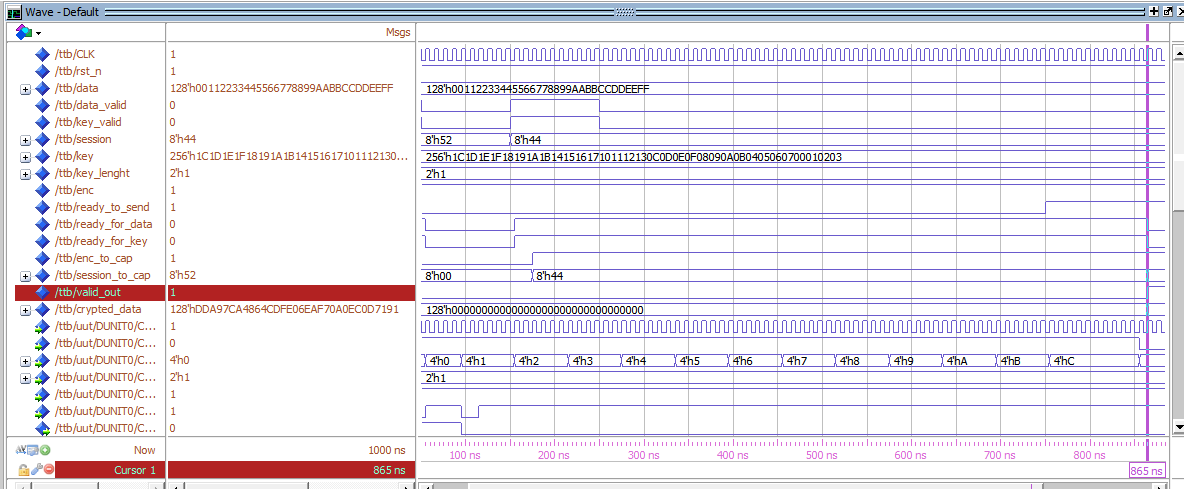 Wave - Default
Msgs
/ttb/CLK 1
/ttb/rst_n 1
/ttb/data 128'h00112233445566778899AABBCCDDEEFF 128'h00112233445566778899AABBCCDDEEFF
/ttb/data_valid 0
/ttb/key_valid 0
/ttb/session 8'h44 8'h52 8'h44
/ttb/key 256'h1C1D1E1F18191A1B14151617101112130... 256'h1C1D1E1F18191A1B14151617101112130C0D0E0F08090A0B0405060700010203
/ttb/key_lenght 2'h1 2'h1
/ttb/enc 1
/ttb/ready_to_send 1
/ttb/ready_for_data 0
/ttb/ready_for_key 0
/ttb/enc_to_cap 1
/ttb/session_to_cap 8'h52 8'h00 8'h44
/ttb/valid_out 1
/ttb/crypted_data 128'hDDA97CA4864CDFE06EAF70A0EC0D7191 128'h00000000000000000000000000000000
/ttb/uut/DUNIT0/C... 1
/ttb/uut/DUNIT0/C... 0
/ttb/uut/DUNIT0/C... 4'h0 4'h0 4'h1 4'h2 4'h3 4'h4 4'h5 4'h6 4'h7 4'h8 4'h9 4'hA 4'hB 4'hC
/ttb/uut/DUNIT0/C... 2'h1 2'h1
/ttb/uut/DUNIT0/C... 1
/ttb/uut/DUNIT0/C... 1
/ttb/uut/DUNIT0/C... 0
Now 1000 ns 100 ns 200 ns 300 ns 400 ns 500 ns 600 ns 700 ns 800 ns
Cursor 1 865 ns 865 ns